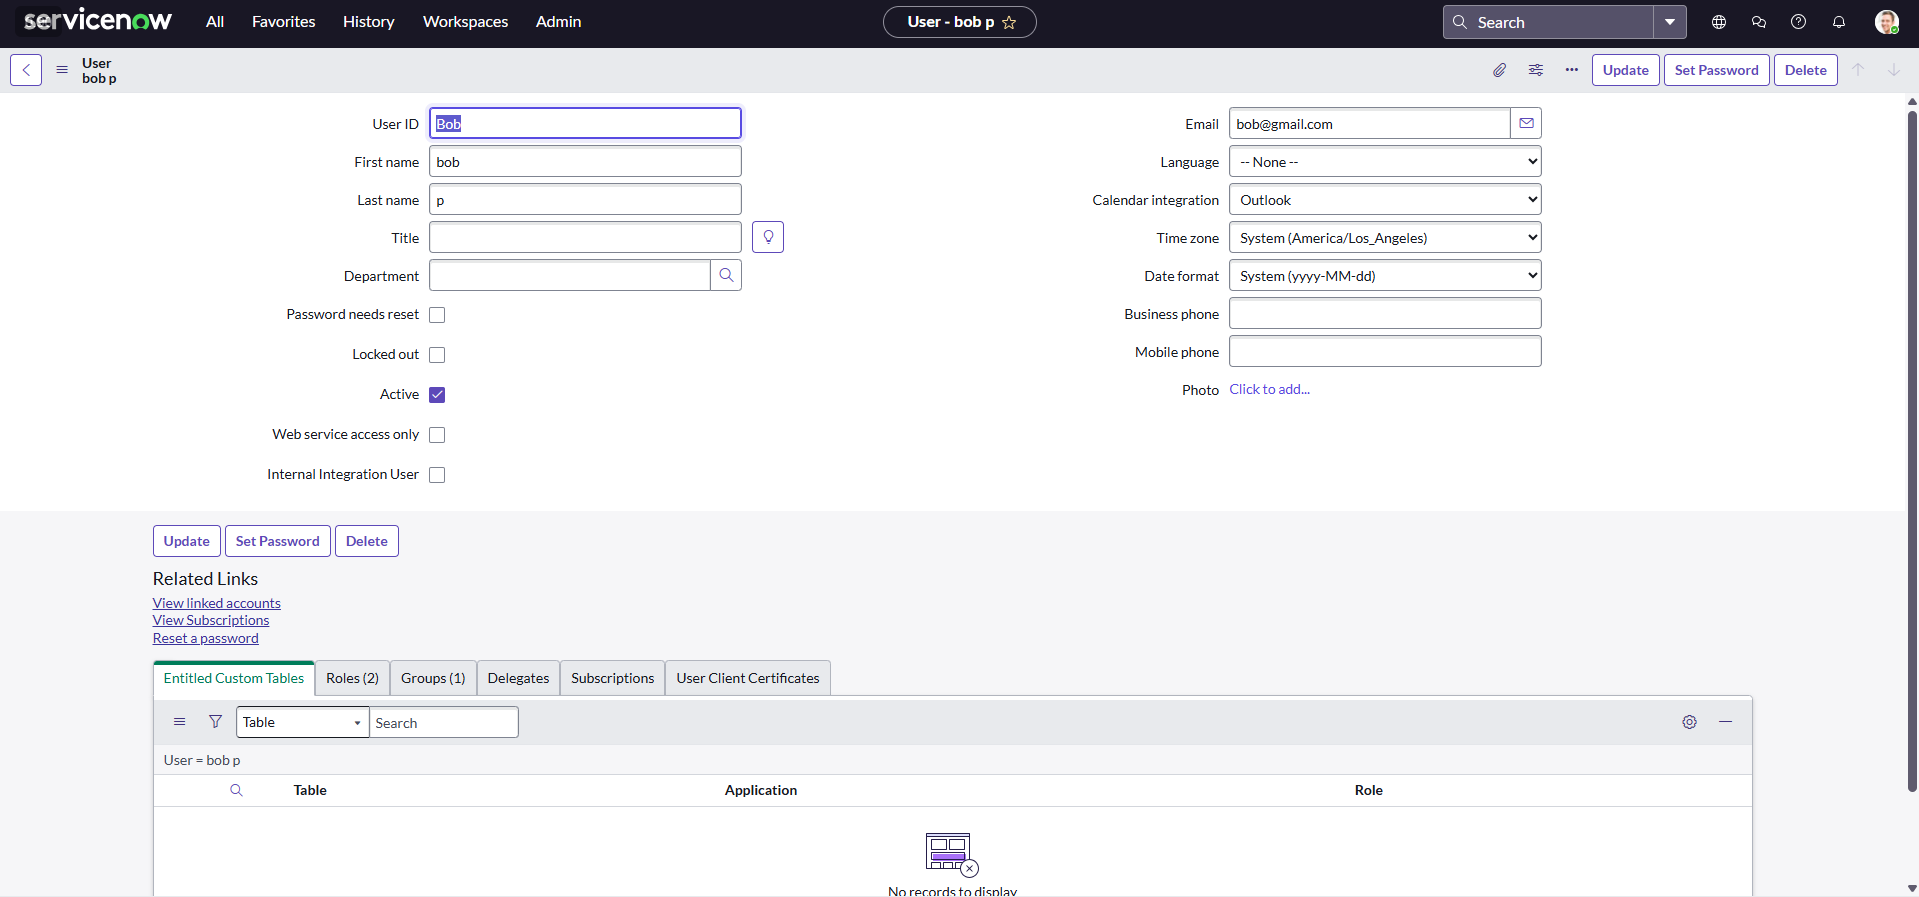 servicenow All Favorites History Workspaces Admin User - bob p Search
User
bob p
Update Set Password Delete
User ID Bob
First name bob
Last name p
Title
Department
Password needs reset
Locked out
Active
Web service access only
Internal Integration User
Email bob@gmail.com
Language -- None --
Calendar integration Outlook
Time zone System (America/Los_Angeles)
Date format System (yyyy-MM-dd)
Business phone
Mobile phone
Photo Click to add...
Update Set Password Delete
Related Links
View linked accounts
View Subscriptions
Reset a password
Entitled Custom Tables Roles (2) Groups (1) Delegates Subscriptions User Client Certificates
Table Search
User = bob p
Table Application Role
No records to display